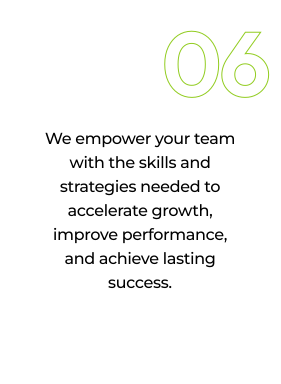 06
We empower your team
with the skills and
strategies needed to
accelerate growth,
improve performance,
and achieve lasting
success.